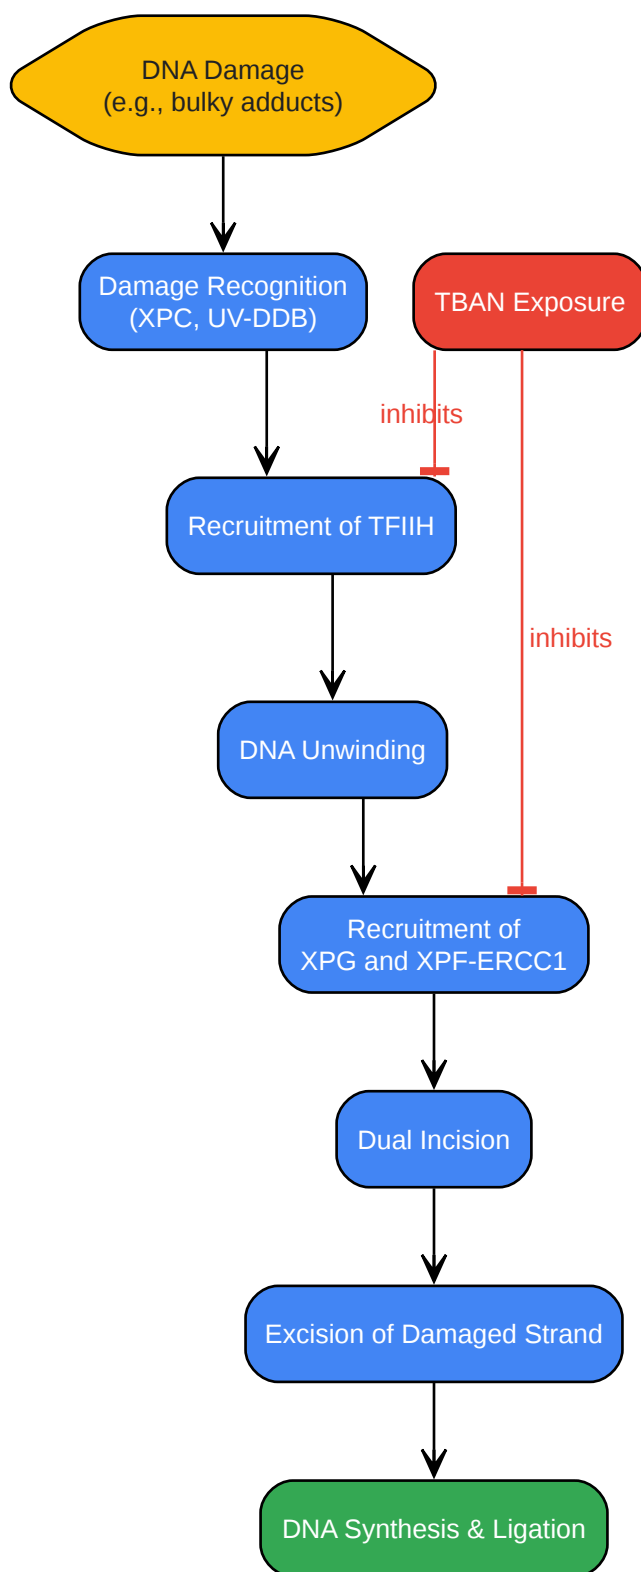 DNA Damage
(e.g., bulky adducts)
Damage Recognition
(XPC, UV-DDB)
TBAN Exposure
inhibits
Recruitment of TFIIH
inhibits
DNA Unwinding
Recruitment of
XPG and XPF-ERCC1
Dual Incision
Excision of Damaged Strand
DNA Synthesis & Ligation